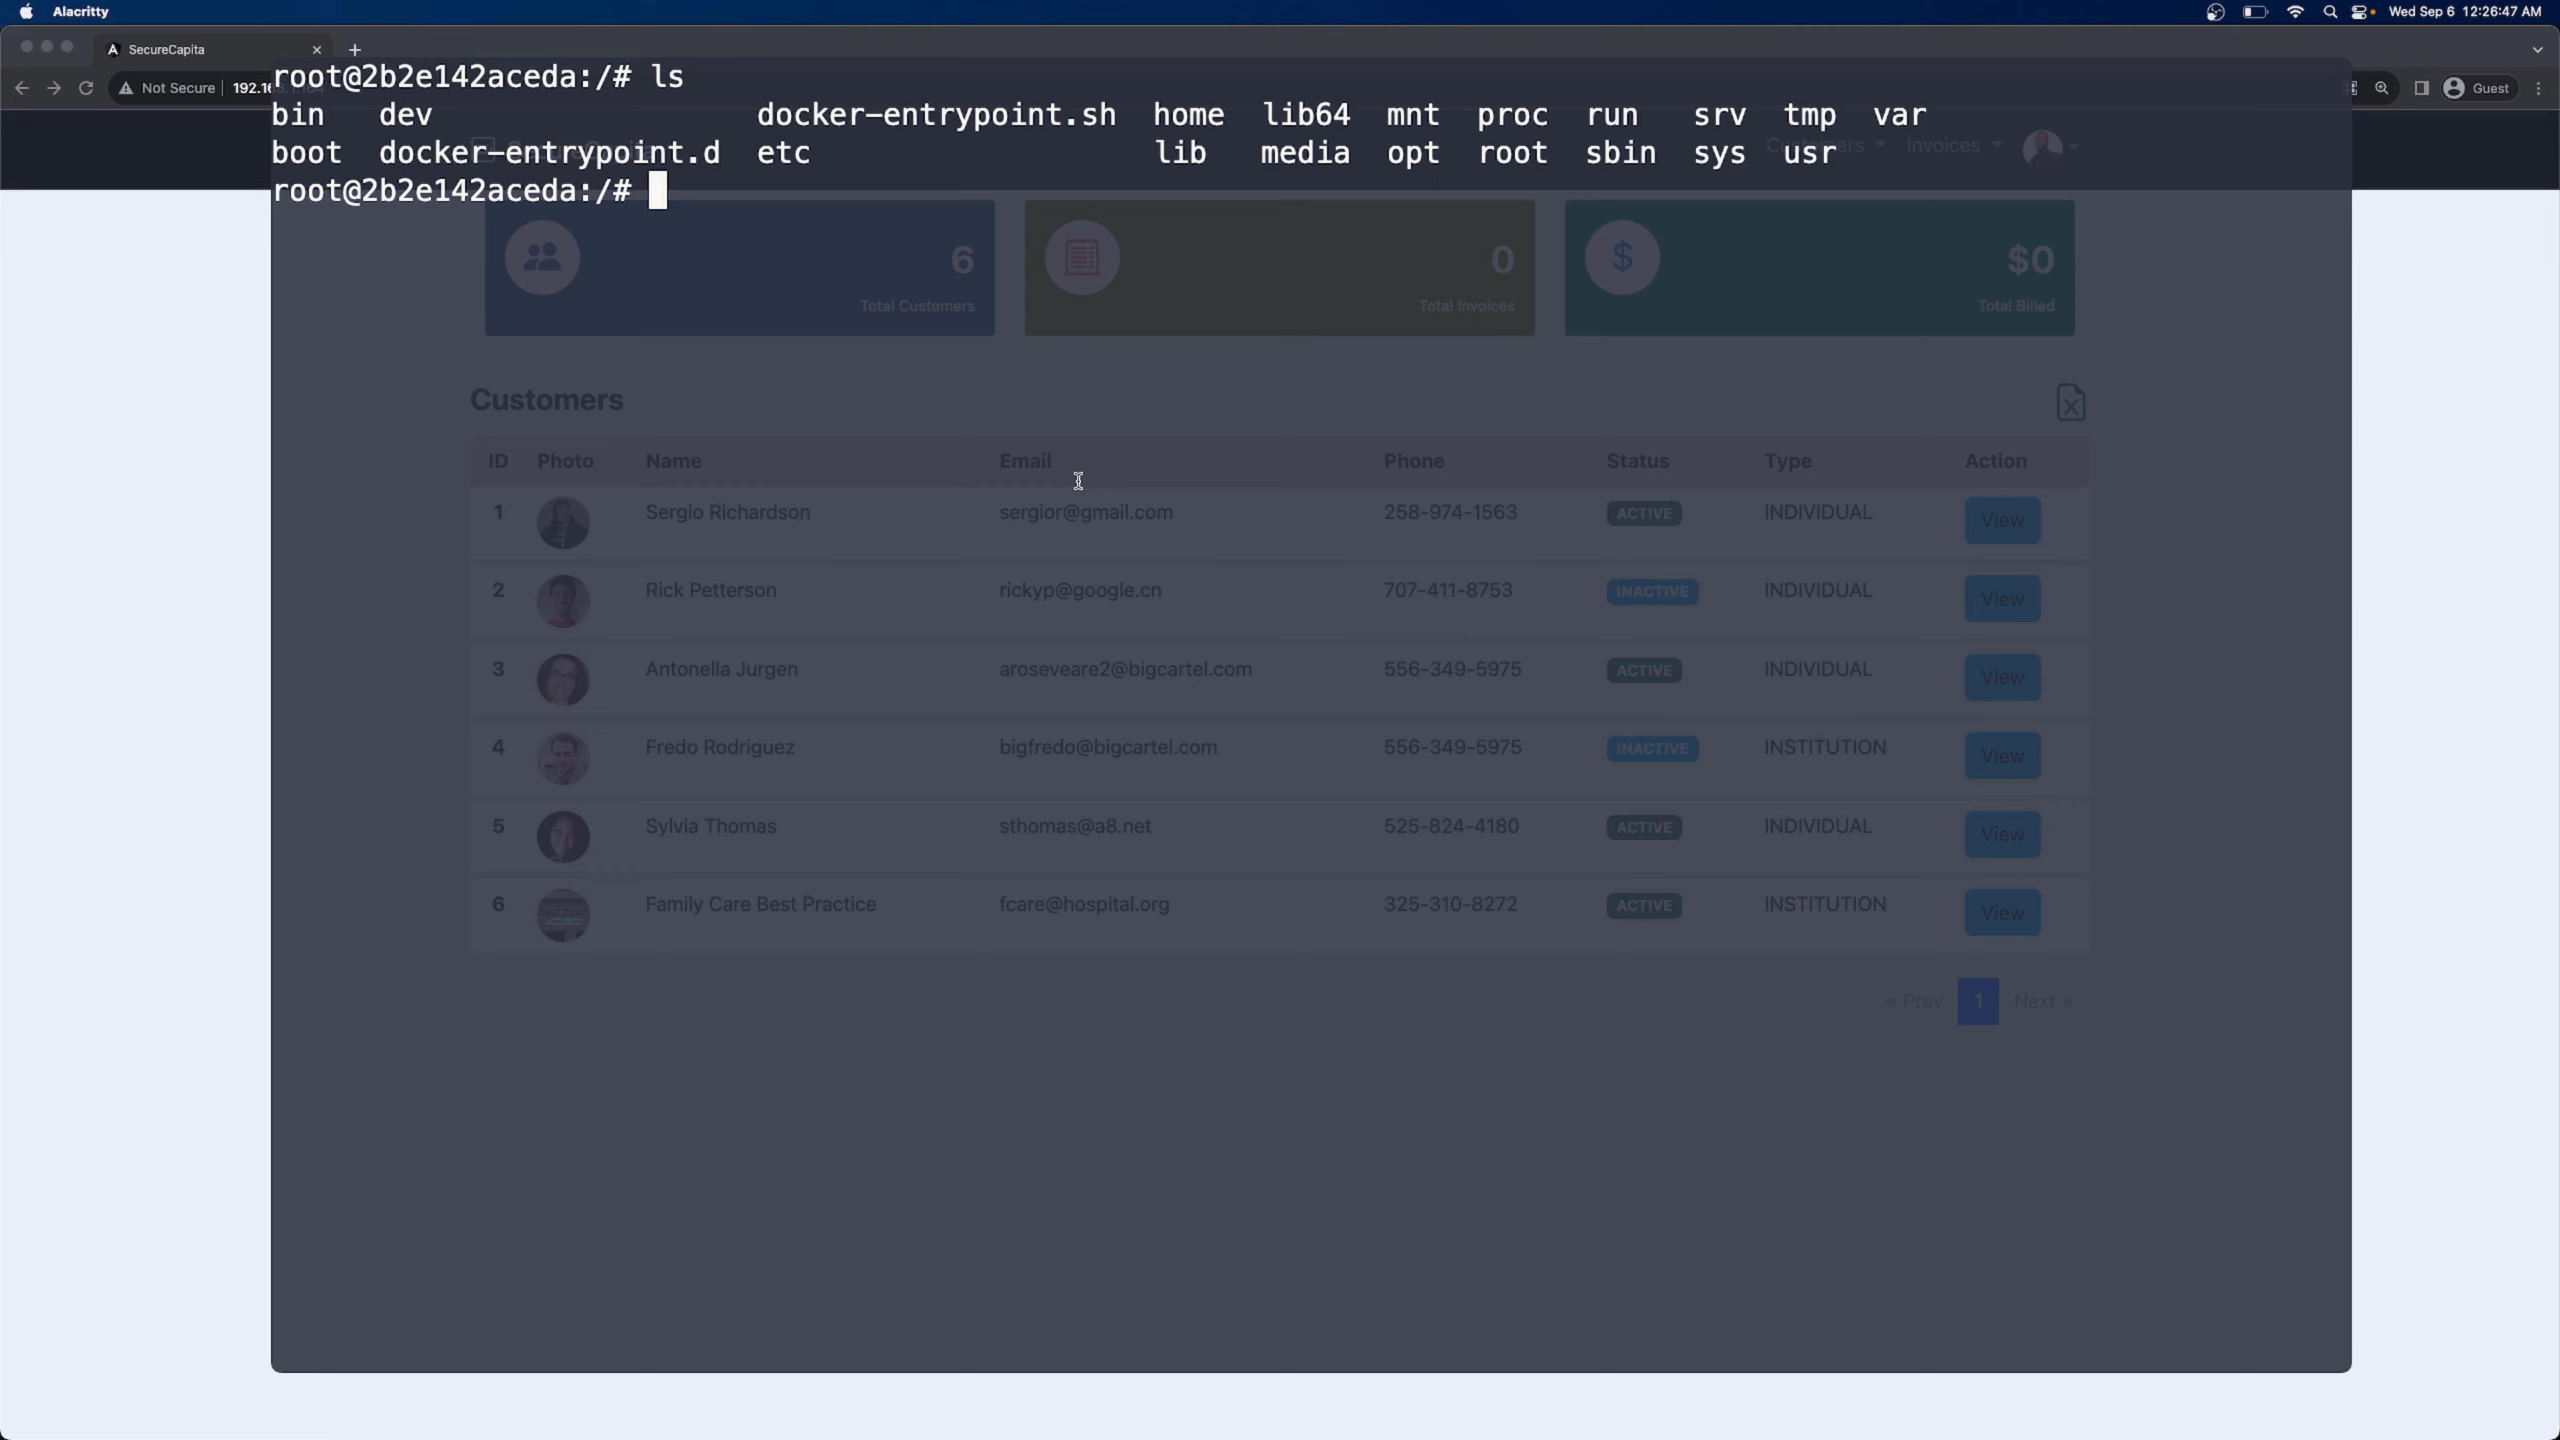 Alacritty
Wed Sep 6 12:26:47 AM
SecureCapita
Not Secure 192.1
Guest
root@2b2e142aceda:/# ls
bin dev docker-entrypoint.sh home lib64 mnt proc run srv tmp var
boot docker-entrypoint.d etc lib media opt root sbin sys usr
root@2b2e142aceda:/#
Customers Invoices
6
Total Customers
0
Total Invoices
$
$0
Total Billed
Customers
ID Photo Name Email Phone Status Type Action
1 Sergio Richardson sergior@gmail.com 258-974-1563 ACTIVE INDIVIDUAL View
2 Rick Petterson rickyp@google.cn 707-411-8753 INACTIVE INDIVIDUAL View
3 Antonella Jurgen aroseveare2@bigcartel.com 556-349-5975 ACTIVE INDIVIDUAL View
4 Fredo Rodriguez bigfredo@bigcartel.com 556-349-5975 INACTIVE INSTITUTION View
5 Sylvia Thomas sthomas@a8.net 525-824-4180 ACTIVE INDIVIDUAL View
6 Family Care Best Practice fcare@hospital.org 325-310-8272 ACTIVE INSTITUTION View
« Prev 1 Next »